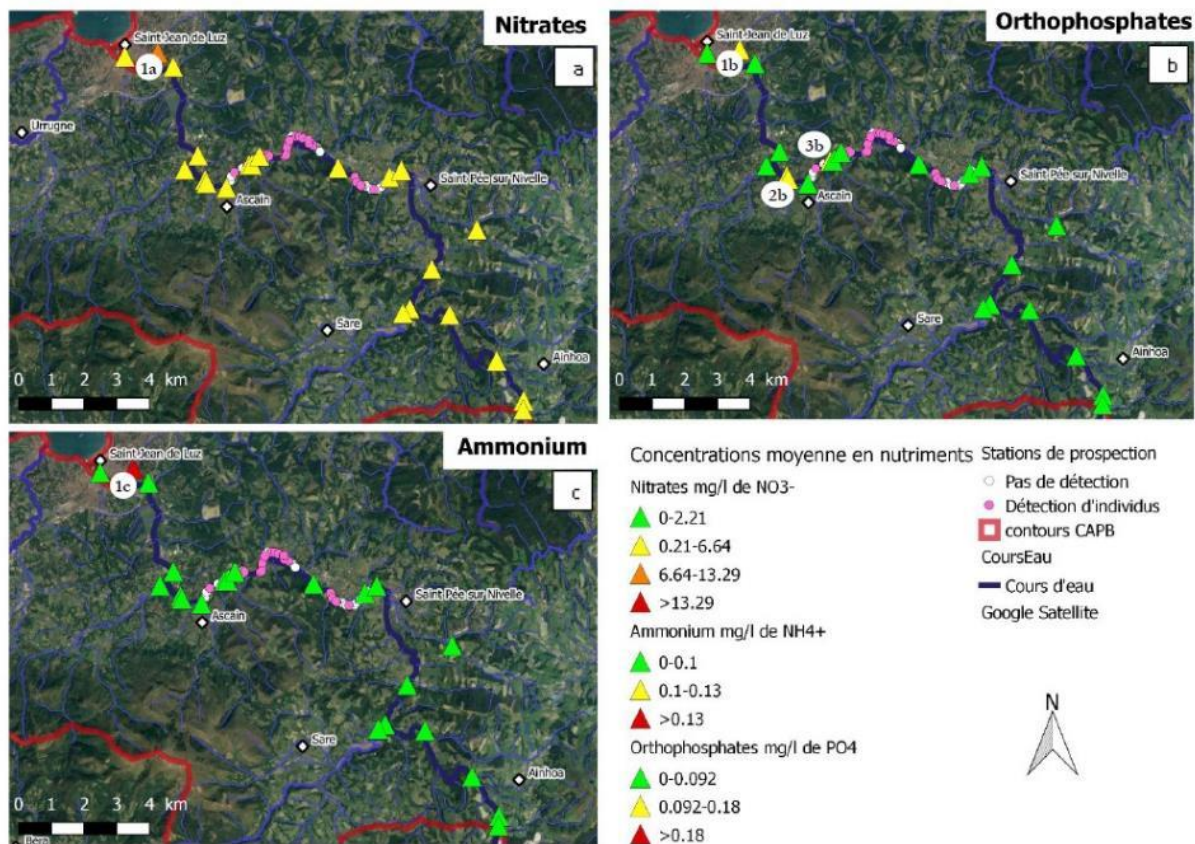 Nitrates
a
Saint Jean de Luz
1a
Urrugne
Saint Pée sur Nivelle
Ascain
Sare
Ainhoa
0 1 2 3 4 km
Orthophosphates
b
Saint Jean de Luz
1b
3b
2b
Saint Pée sur Nivelle
Ascain
Sare
Ainhoa
Ammonium
c
Saint Jean de Luz
1c
Saint Pée sur Nivelle
Ascain
Sare
Ainhoa
0 1 2 3 4 km
Concentrations moyenne en nutriments
Nitrates mg/l de NO3-
0-2.21
0.21-6.64
6.64-13.29
>13.29
Ammonium mg/l de NH4+
0-0.1
0.1-0.13
>0.13
Orthophosphates mg/l de PO4
0-0.092
0.092-0.18
>0.18
Stations de prospection
Pas de détection
Détection d'individus
contours CAPB
CoursEau
Cours d'eau
Google Satellite
N